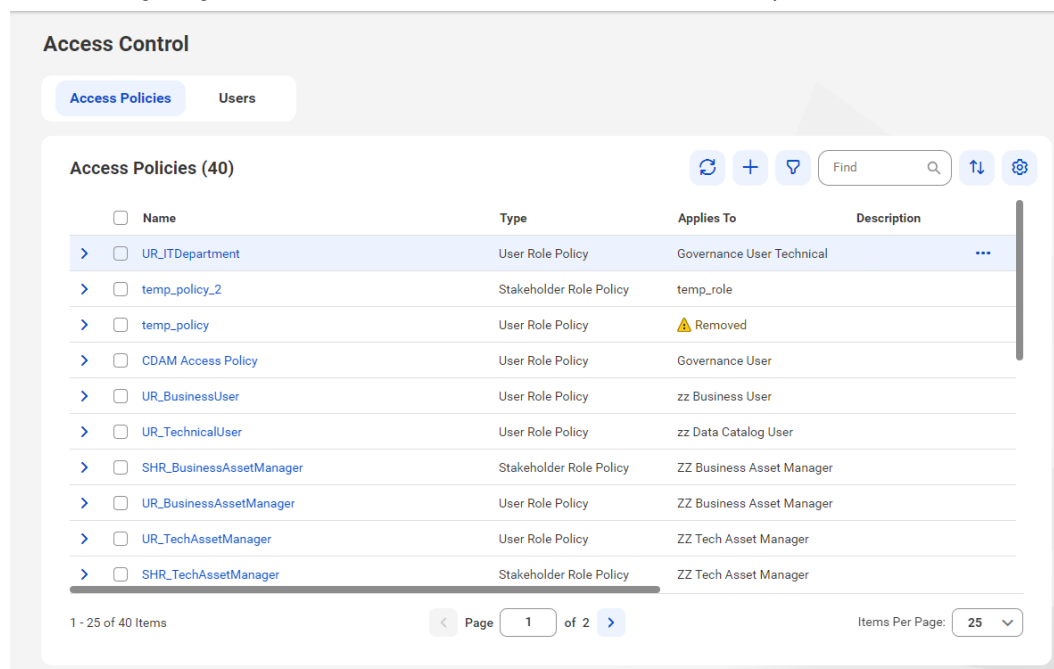 Access Control
Access Policies Users
Access Policies (40) Find
Name Type Applies To Description
UR_ITDepartment User Role Policy Governance User Technical
temp_policy_2 Stakeholder Role Policy temp_role
temp_policy User Role Policy Removed
CDAM Access Policy User Role Policy Governance User
UR_BusinessUser User Role Policy zz Business User
UR_TechnicalUser User Role Policy zz Data Catalog User
SHR_BusinessAssetManager Stakeholder Role Policy ZZ Business Asset Manager
UR_BusinessAssetManager User Role Policy ZZ Business Asset Manager
UR_TechAssetManager User Role Policy ZZ Tech Asset Manager
SHR_TechAssetManager Stakeholder Role Policy ZZ Tech Asset Manager
1 - 25 of 40 Items Page 1 of 2 Items Per Page: 25